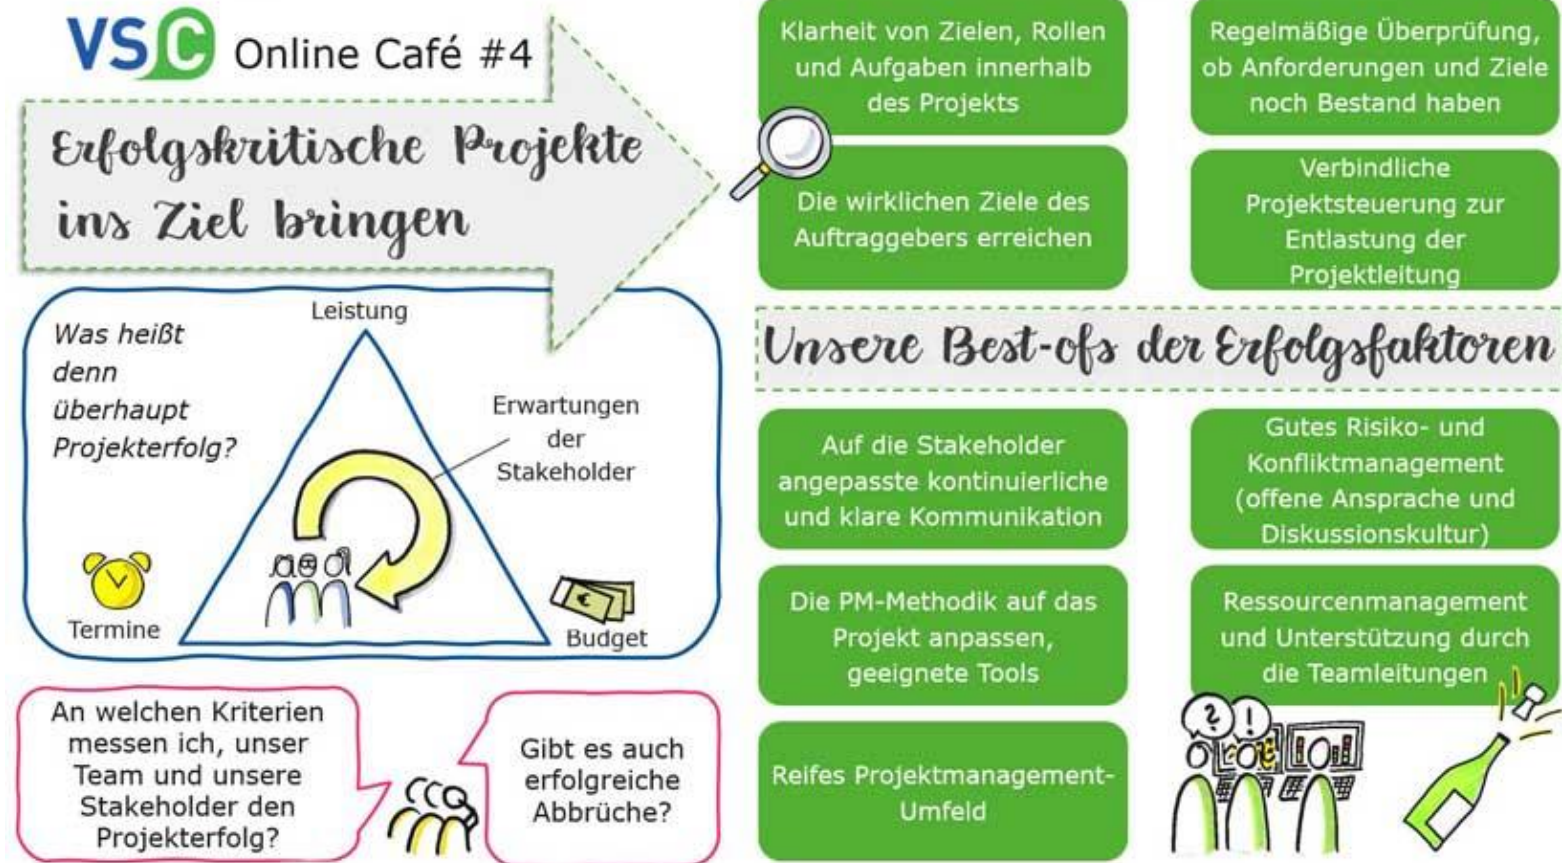 VSC Online Café #4
Erfolgskritische Projekte
ins Ziel bringen
Was heißt
denn
überhaupt
Projekterfolg?
Leistung
Erwartungen
der
Stakeholder
Termine
€
Budget
An welchen Kriterien
messen ich, unser
Team und unsere
Stakeholder den
Projekterfolg?
Gibt es auch
erfolgreiche
Abbrüche?
Klarheit von Zielen, Rollen
und Aufgaben innerhalb
des Projekts
Regelmäßige Überprüfung,
ob Anforderungen und Ziele
noch Bestand haben
Die wirklichen Ziele des
Auftraggebers erreichen
Verbindliche
Projektsteuerung zur
Entlastung der
Projektleitung
Unsere Best-ofs der Erfolgsfaktoren
Auf die Stakeholder
angepasste kontinuierliche
und klare Kommunikation
Gutes Risiko- und
Konfliktmanagement
(offene Ansprache und
Diskussionskultur)
Die PM-Methodik auf das
Projekt anpassen,
geeignete Tools
Ressourcenmanagement
und Unterstützung durch
die Teamleitungen
Reifes Projektmanagement-
Umfeld
? !